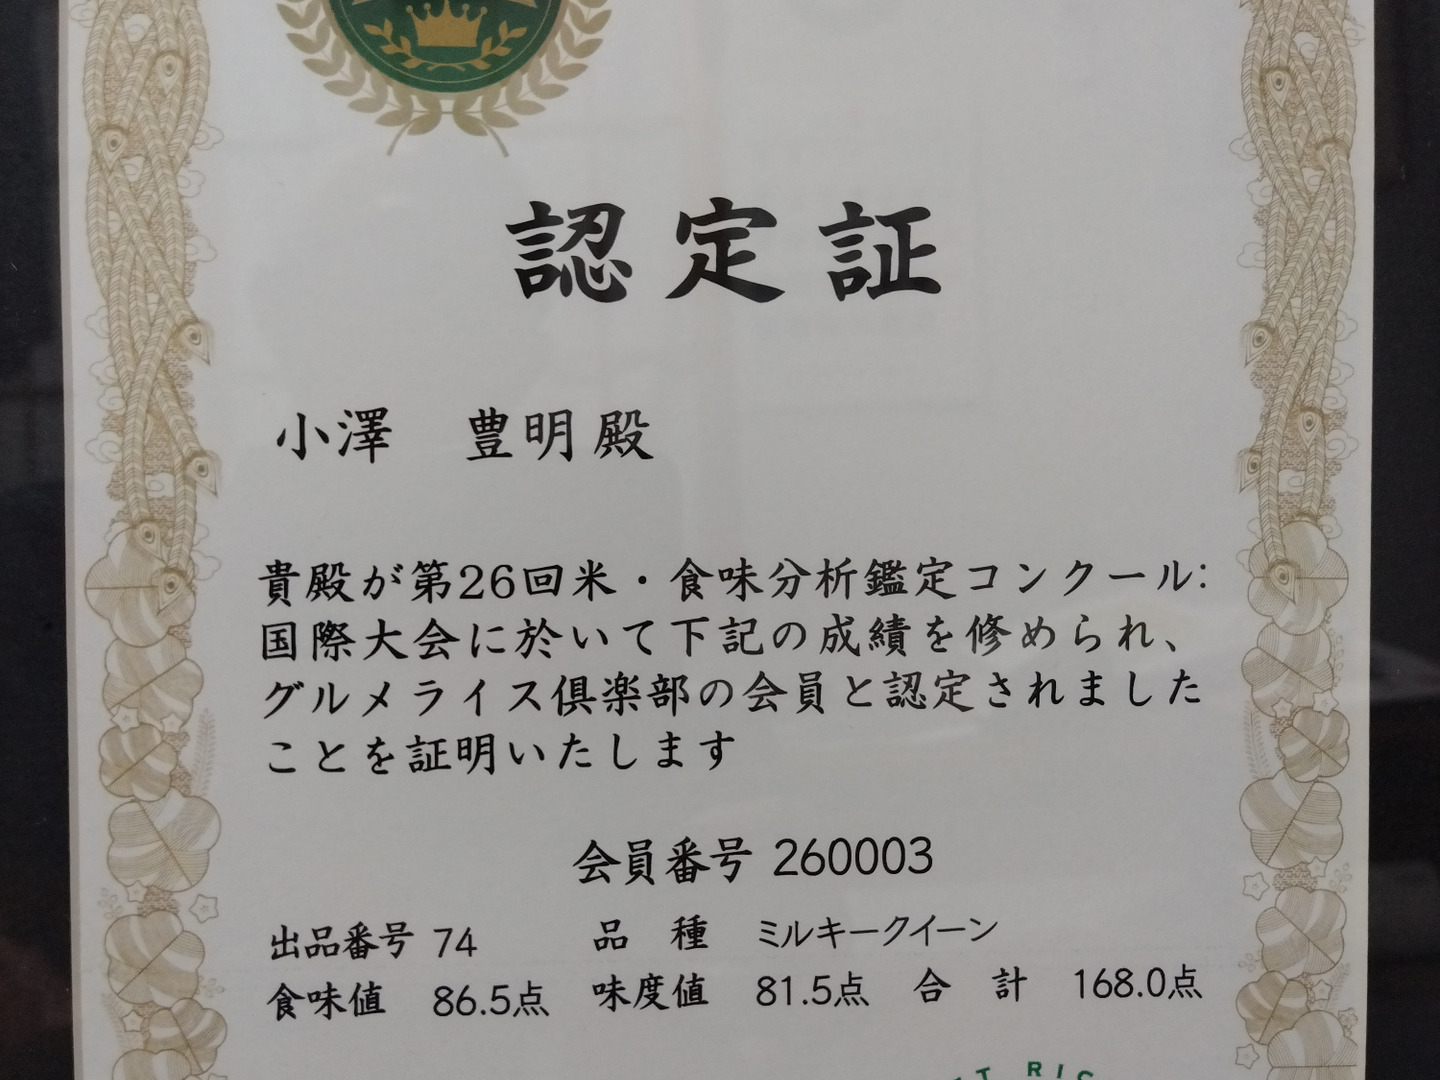 認定証
小澤 豊明殿
貴殿が第26回米・食味分析鑑定コンクール:
国際大会に於いて下記の成績を修められ、
グルメライス倶楽部の会員と認定されました
ことを証明いたします
会員番号 260003
出品番号 74 品種 ミルキークイーン
食味値 86.5点 味度値 81.5点 合計 168.0点